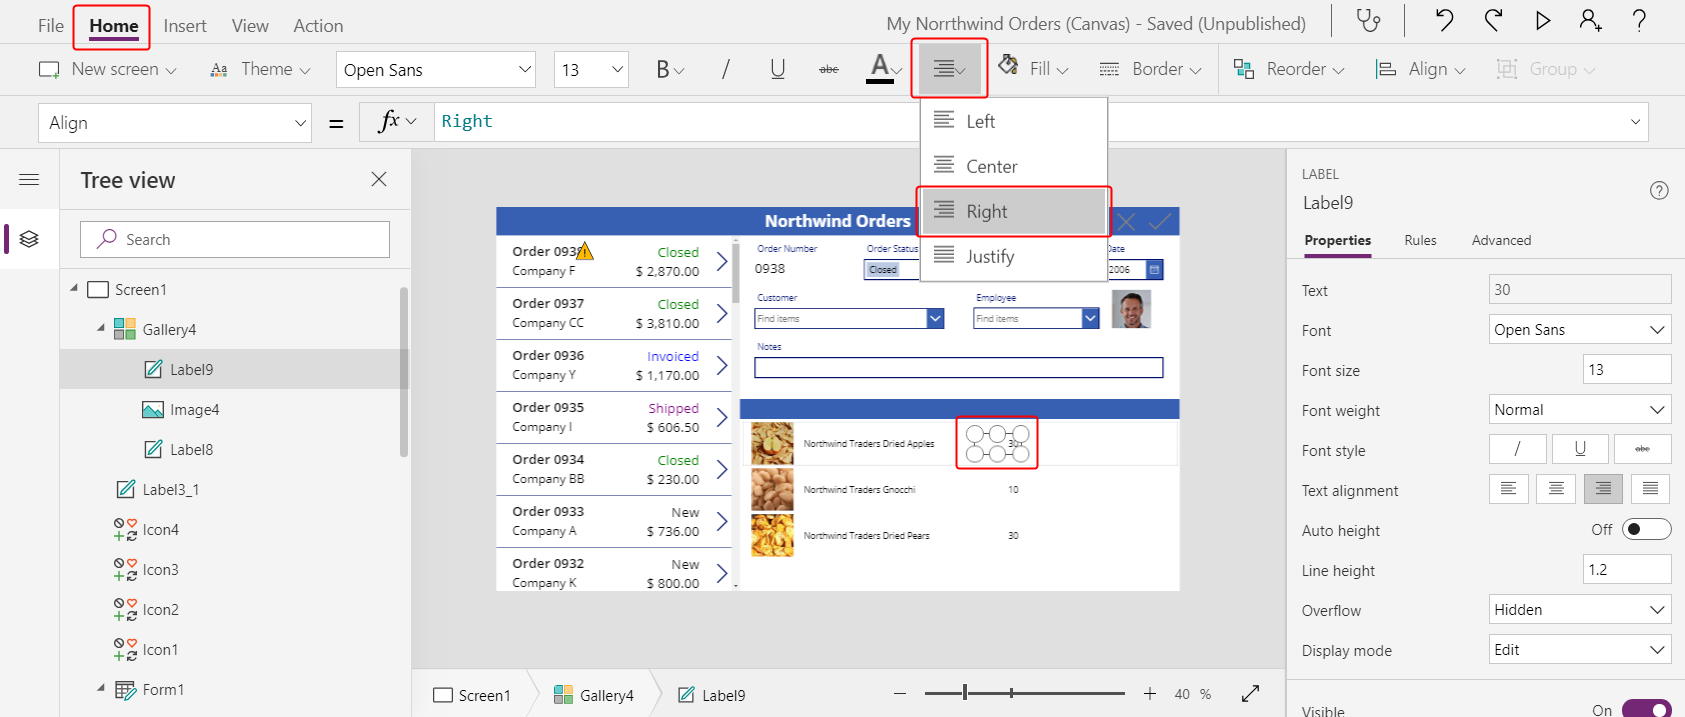 File Home Insert View Action My Norrthwind Orders (Canvas) - Saved (Unpublished) ?
New screen Aa Theme Open Sans 13 B / U abc A Fill Border Reorder Align Group
Align = fx Right
Left
Center
Right
Justify
Tree view
Search
Screen1
Gallery4
Label9
Image4
Label8
Label3_1
Icon4
Icon3
Icon2
Icon1
Form1
Northwind Orders
Order 0938 Closed
Company F $ 2,870.00
Order 0937 Closed
Company CC $ 3,810.00
Order 0936 Invoiced
Company Y $ 1,170.00
Order 0935 Shipped
Company I $ 606.50
Order 0934 Closed
Company BB $ 230.00
Order 0933 New
Company A $ 736.00
Order 0932 New
Company K $ 800.00
Order Number Order Status Date
0938 Closed 2006
Customer Employee
Find items Find items
Notes
Northwind Traders Dried Apples 30
Northwind Traders Gnocchi 10
Northwind Traders Dried Pears 30
Screen1 Gallery4 Label9 40 %
LABEL
Label9
?
Properties Rules Advanced
Text 30
Font Open Sans
Font size 13
Font weight Normal
Font style / U abc
Text alignment
Auto height Off
Line height 1.2
Overflow Hidden
Display mode Edit
Visible On